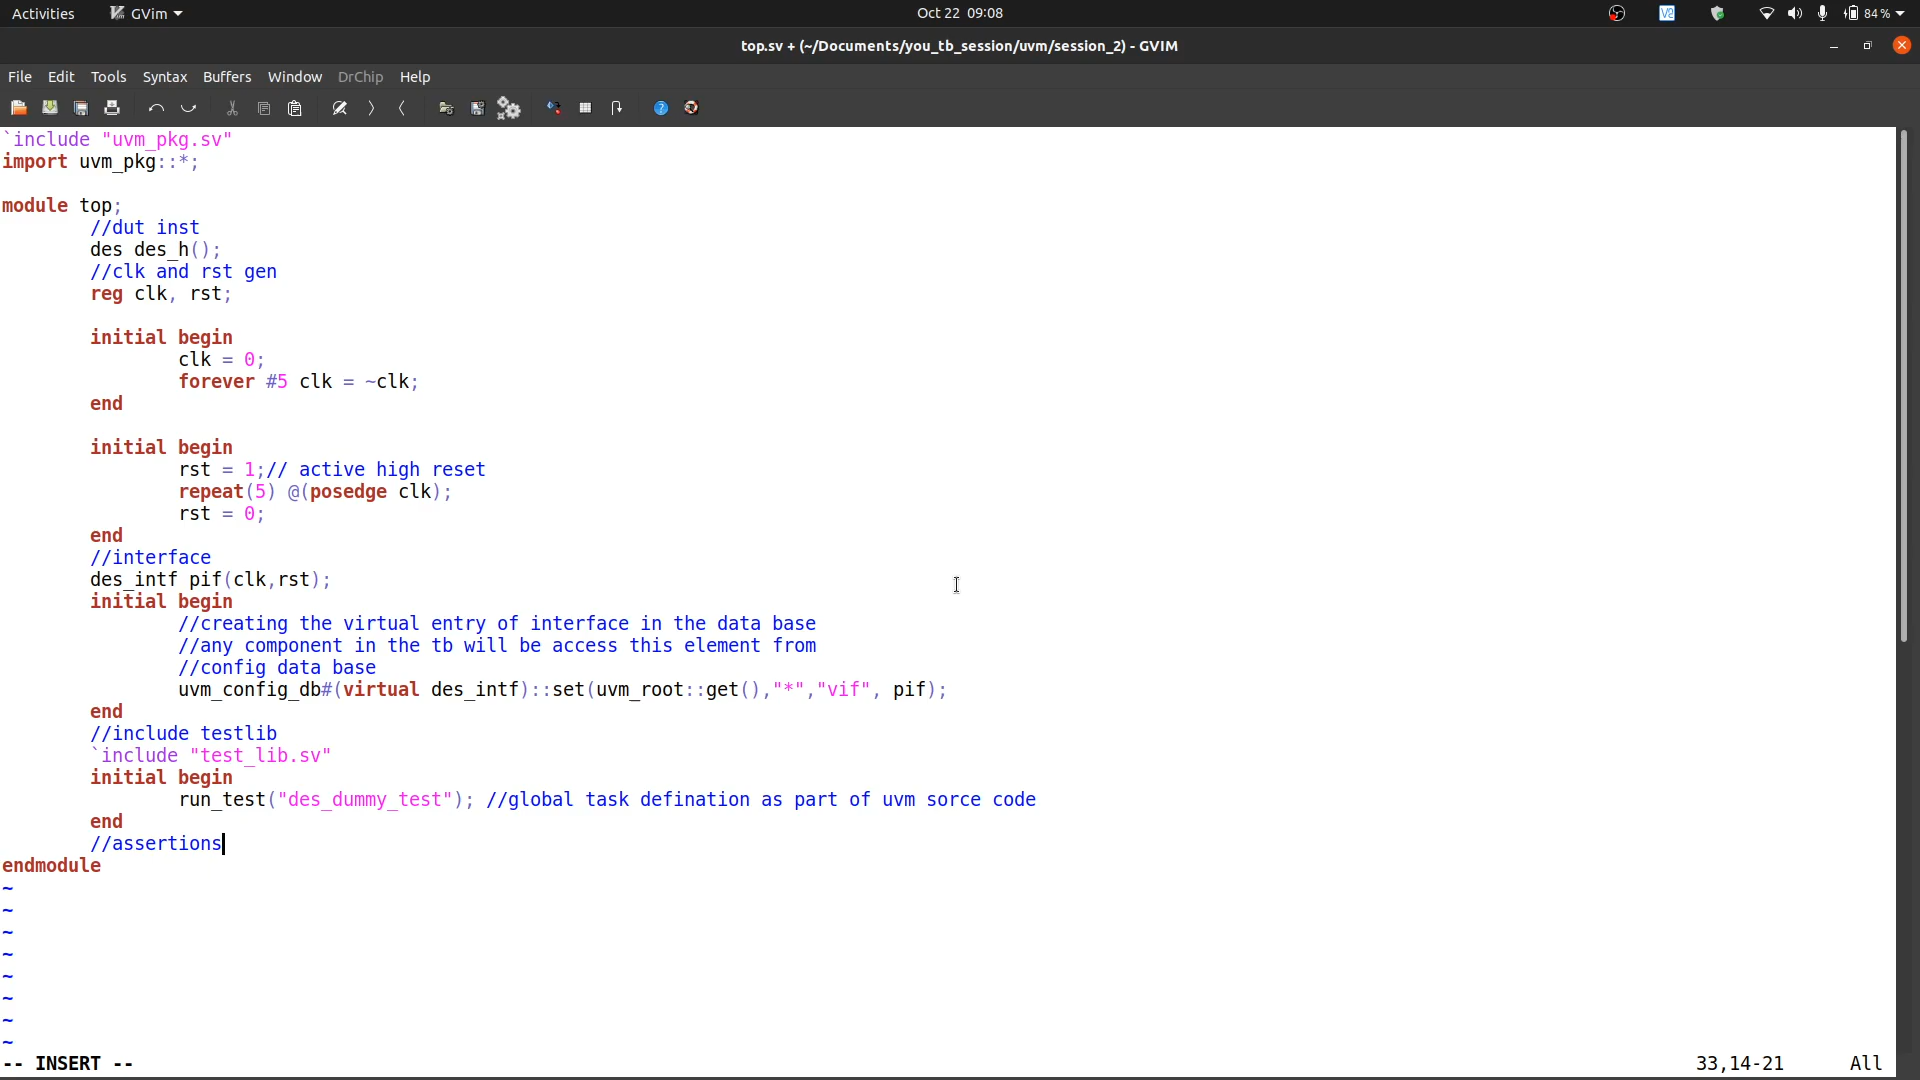 Activities GVim Oct 22 09:08 V2 84 %
top.sv + (~/Documents/you_tb_session/uvm/session_2) - GVIM
File Edit Tools Syntax Buffers Window DrChip Help
`include "uvm_pkg.sv"
import uvm_pkg::*;
module top;
//dut inst
des des_h();
//clk and rst gen
reg clk, rst;
initial begin
clk = 0;
forever #5 clk = ~clk;
end
initial begin
rst = 1;// active high reset
repeat(5) @(posedge clk);
rst = 0;
end
//interface
des_intf pif(clk,rst);
initial begin
//creating the virtual entry of interface in the data base
//any component in the tb will be access this element from
//config data base
uvm_config_db#(virtual des_intf)::set(uvm_root::get(),"*","vif", pif);
end
//include testlib
`include "test_lib.sv"
initial begin
run_test("des_dummy_test"); //global task defination as part of uvm sorce code
end
//assertions
endmodule
~
~
~
~
~
~
~
~
-- INSERT -- 33,14-21 All